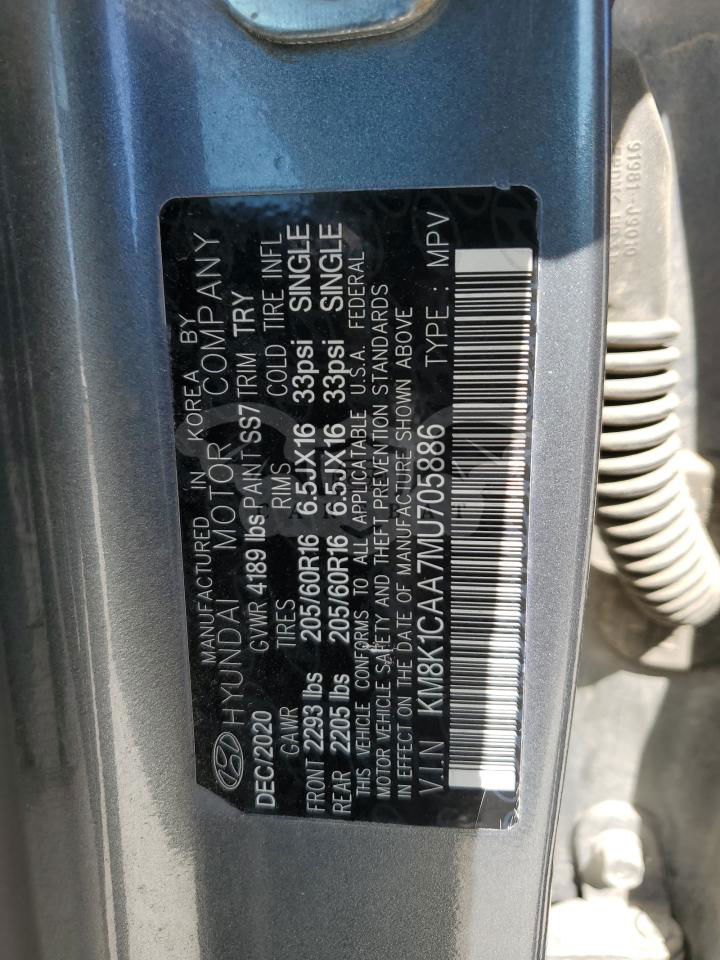 MANUFACTURED IN KOREA BY
HYUNDAI MOTOR COMPANY
DEC/2020 GVWR 4189 lbs PAINT SS7 TRIM TRY
GAWR TIRES RIMS COLD TIRE INFL
FRONT 2293 lbs 205/60R16 6.5JX16 33psi SINGLE
REAR 2205 lbs 205/60R16 6.5JX16 33psi SINGLE
THIS VEHICLE CONFORMS TO ALL APPLICABLE U.S.A. FEDERAL
MOTOR VEHICLE SAFETY AND THEFT PREVENTION STANDARDS
IN EFFECT ON THE DATE OF MANUFACTURE SHOWN ABOVE
V.I.N KM8K1CAA7MU705886 TYPE : MPV
91981-J9010